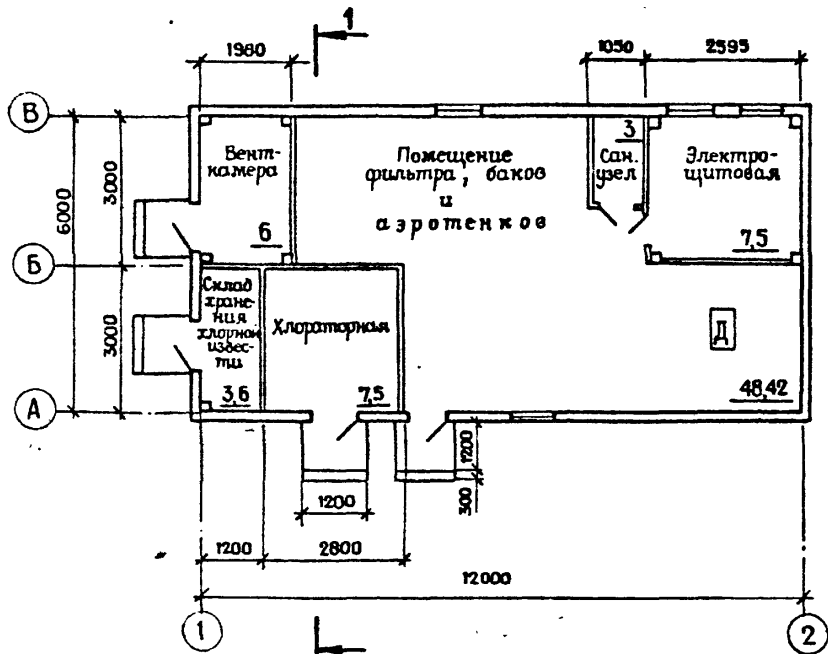 1
1980
1050
2595
В
Вент-
камера
6
Помещение
фильтра, баков
и
аэротенков
3
Сан.
узел
Электро-
щитовая
7,5
6000
3000
Б
3000
Склад
хране-
ния
хлорной
извес-
ти
3,6
Хлораторная
7,5
Д
48,42
А
1200
300
1200
1200
2800
12000
1
2